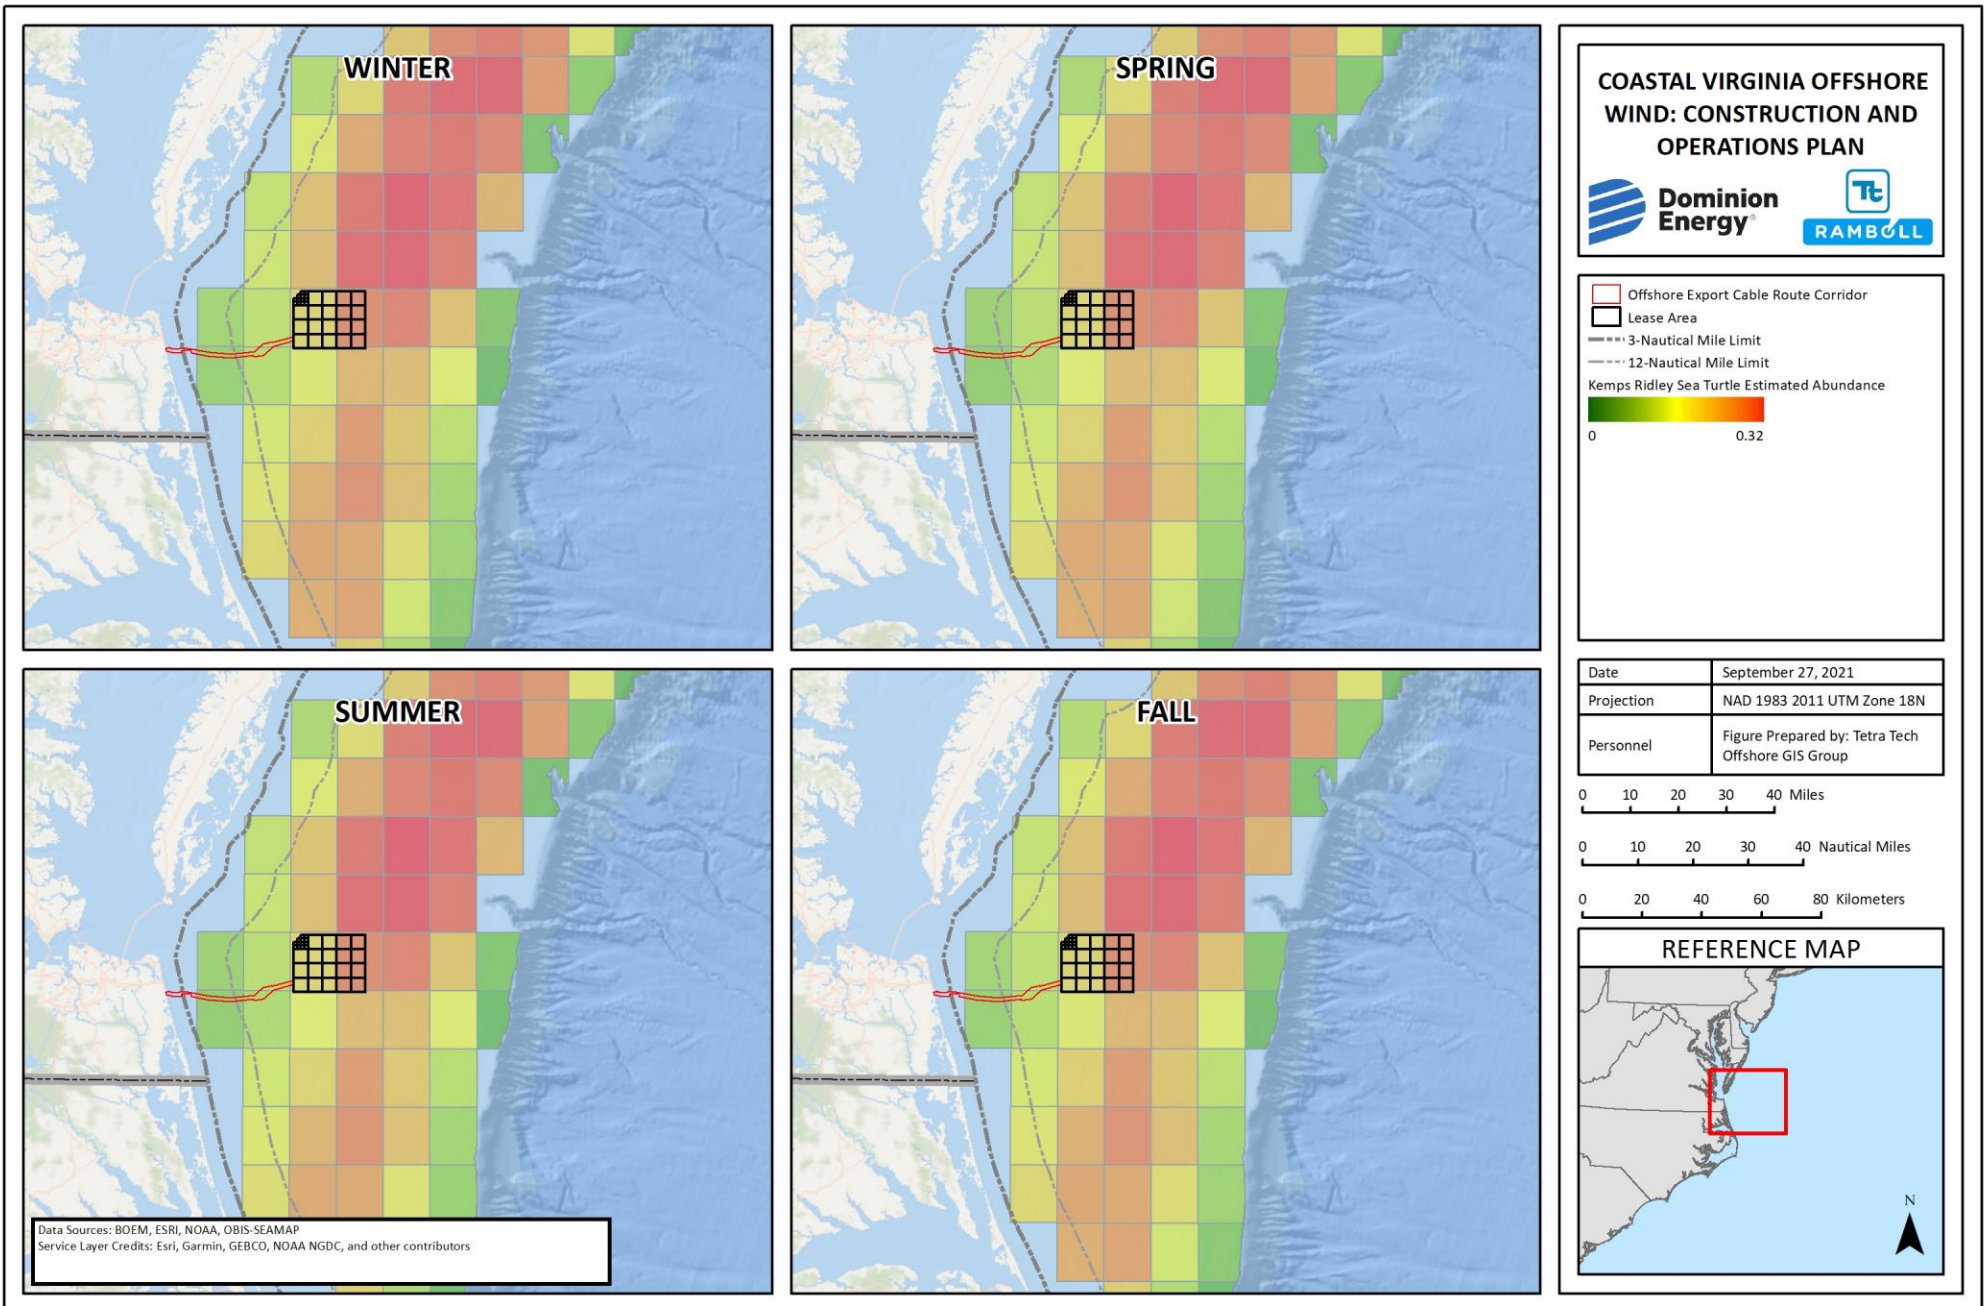 WINTER
SPRING
SUMMER
FALL
Data Sources: BOEM, ESRI, NOAA, OBIS-SEAMAP
Service Layer Credits: Esri, Garmin, GEBCO, NOAA NGDC, and other contributors
COASTAL VIRGINIA OFFSHORE
WIND: CONSTRUCTION AND
OPERATIONS PLAN
Dominion
Energy®
Tt
RAMBOLL
Offshore Export Cable Route Corridor
Lease Area
3-Nautical Mile Limit
12-Nautical Mile Limit
Kemps Ridley Sea Turtle Estimated Abundance
0 0.32
Date September 27, 2021
Projection NAD 1983 2011 UTM Zone 18N
Personnel Figure Prepared by: Tetra Tech
Offshore GIS Group
0 10 20 30 40 Miles
0 10 20 30 40 Nautical Miles
0 20 40 60 80 Kilometers
REFERENCE MAP
N